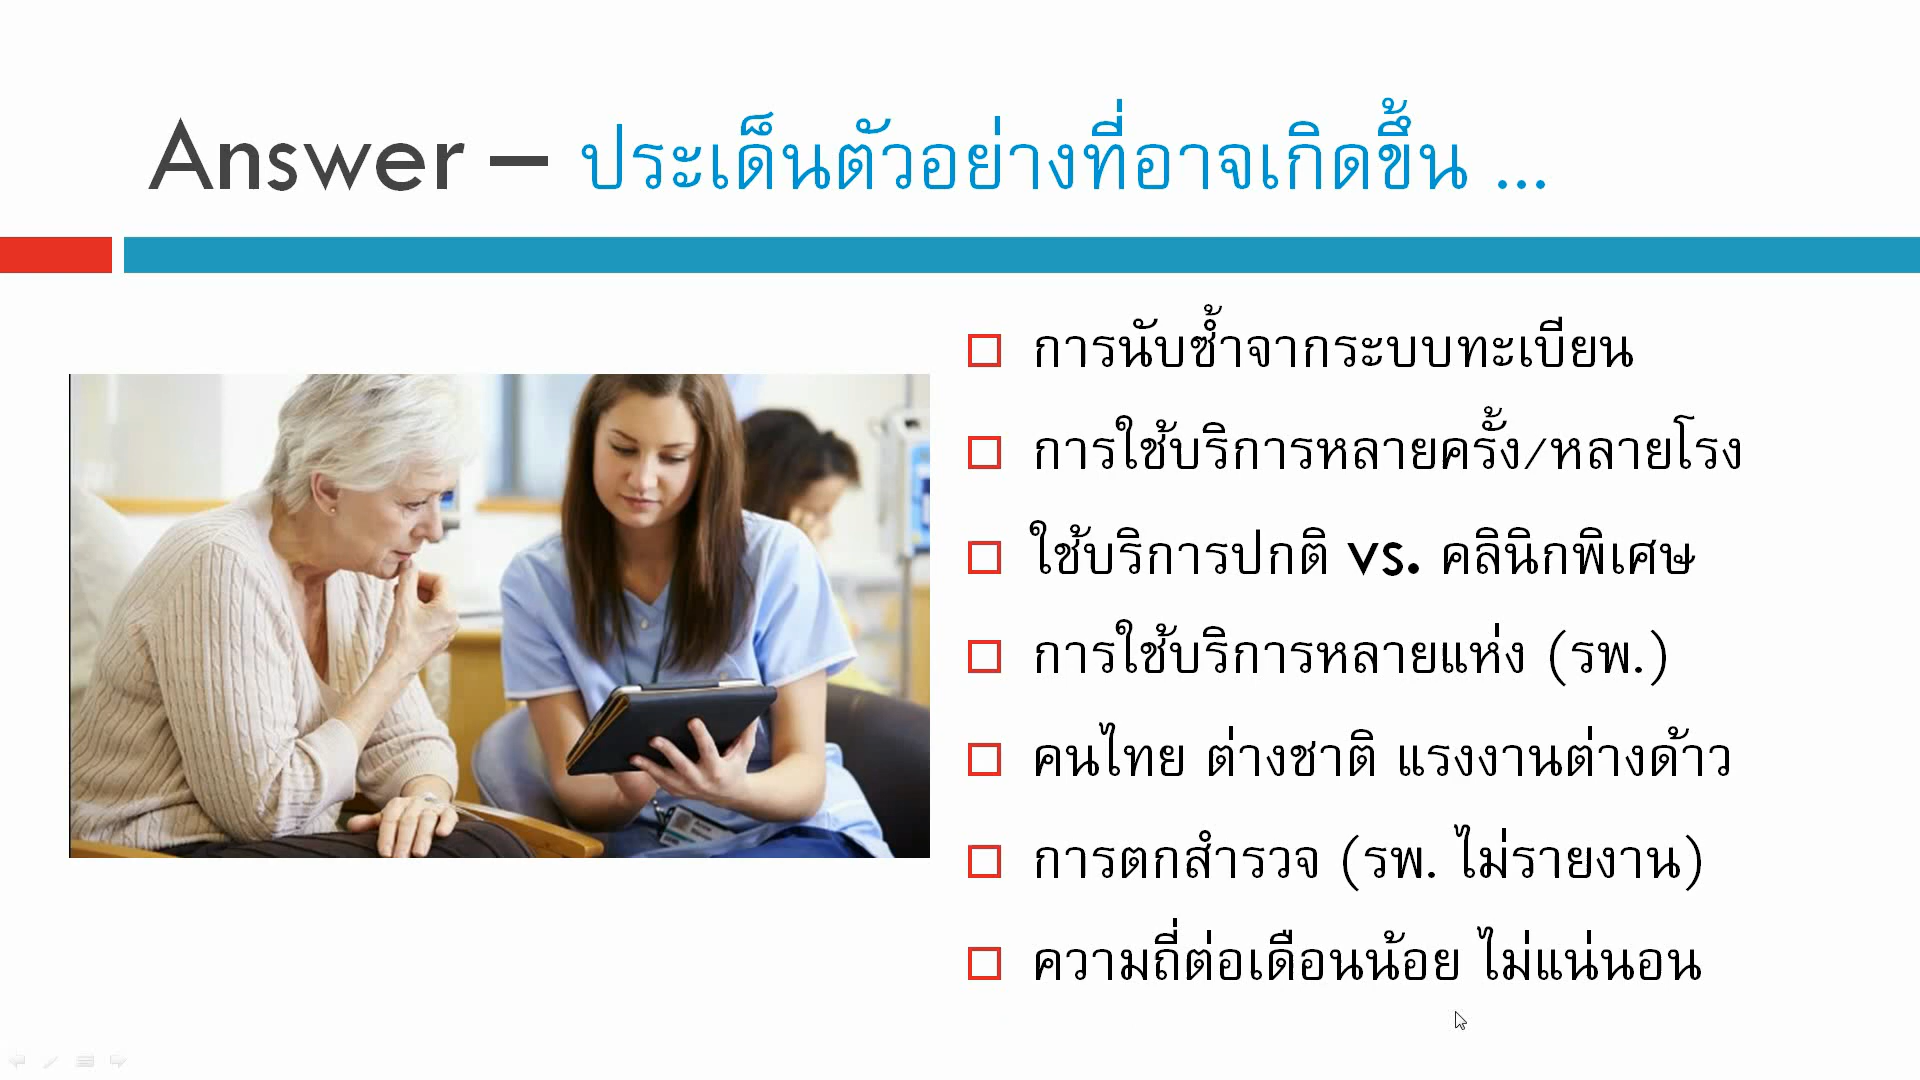 Answer – ประเด็นตัวอย่างที่อาจเกิดขึ้น ...
การนับซ้ำจากระบบทะเบียน
การใช้บริการหลายครั้ง/หลายโรง
ใช้บริการปกติ vs. คลินิกพิเศษ
การใช้บริการหลายแห่ง (รพ.)
คนไทย ต่างชาติ แรงงานต่างด้าว
การตกสำรวจ (รพ. ไม่รายงาน)
ความถี่ต่อเดือนน้อย ไม่แน่นอน